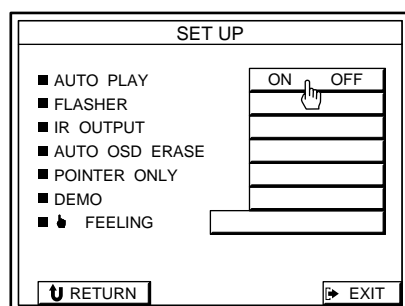 SET UP
■ AUTO PLAY ON OFF
■ FLASHER
■ IR OUTPUT
■ AUTO OSD ERASE
■ POINTER ONLY
■ DEMO
■ FEELING
RETURN EXIT